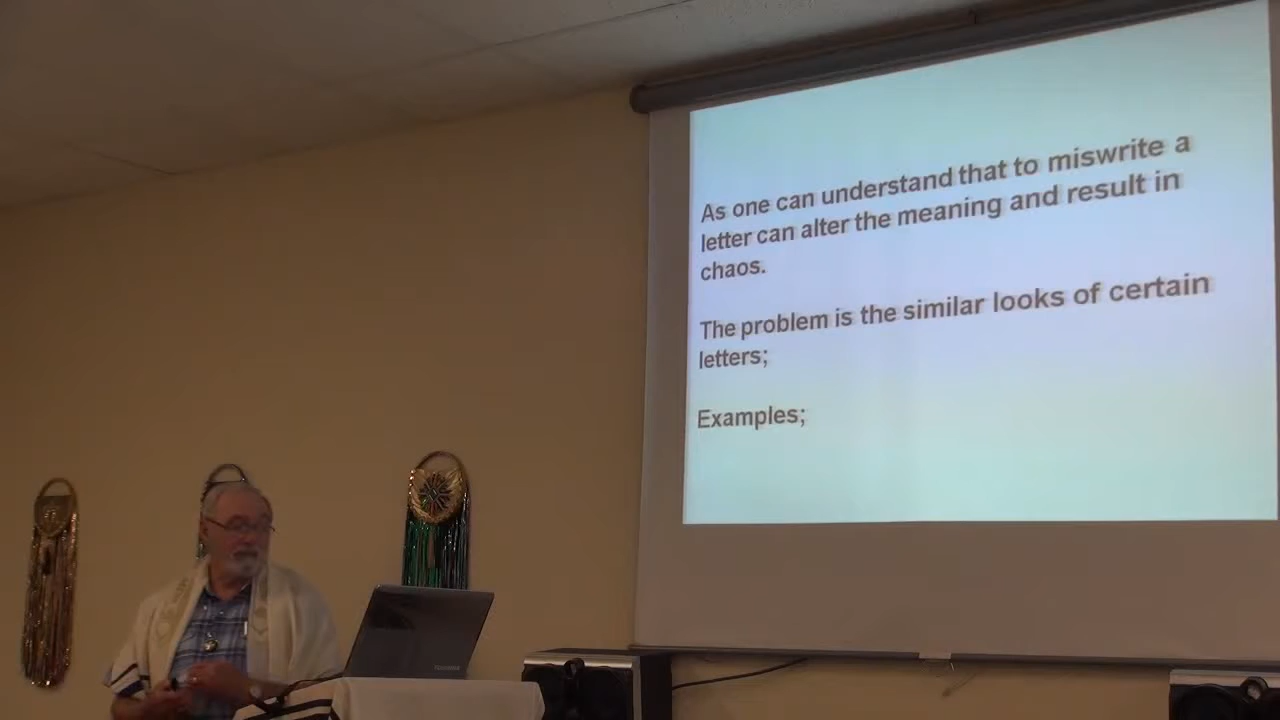 As one can understand that to miswrite a
letter can alter the meaning and result in
chaos.
The problem is the similar looks of certain
letters;
Examples;
TOSHIBA